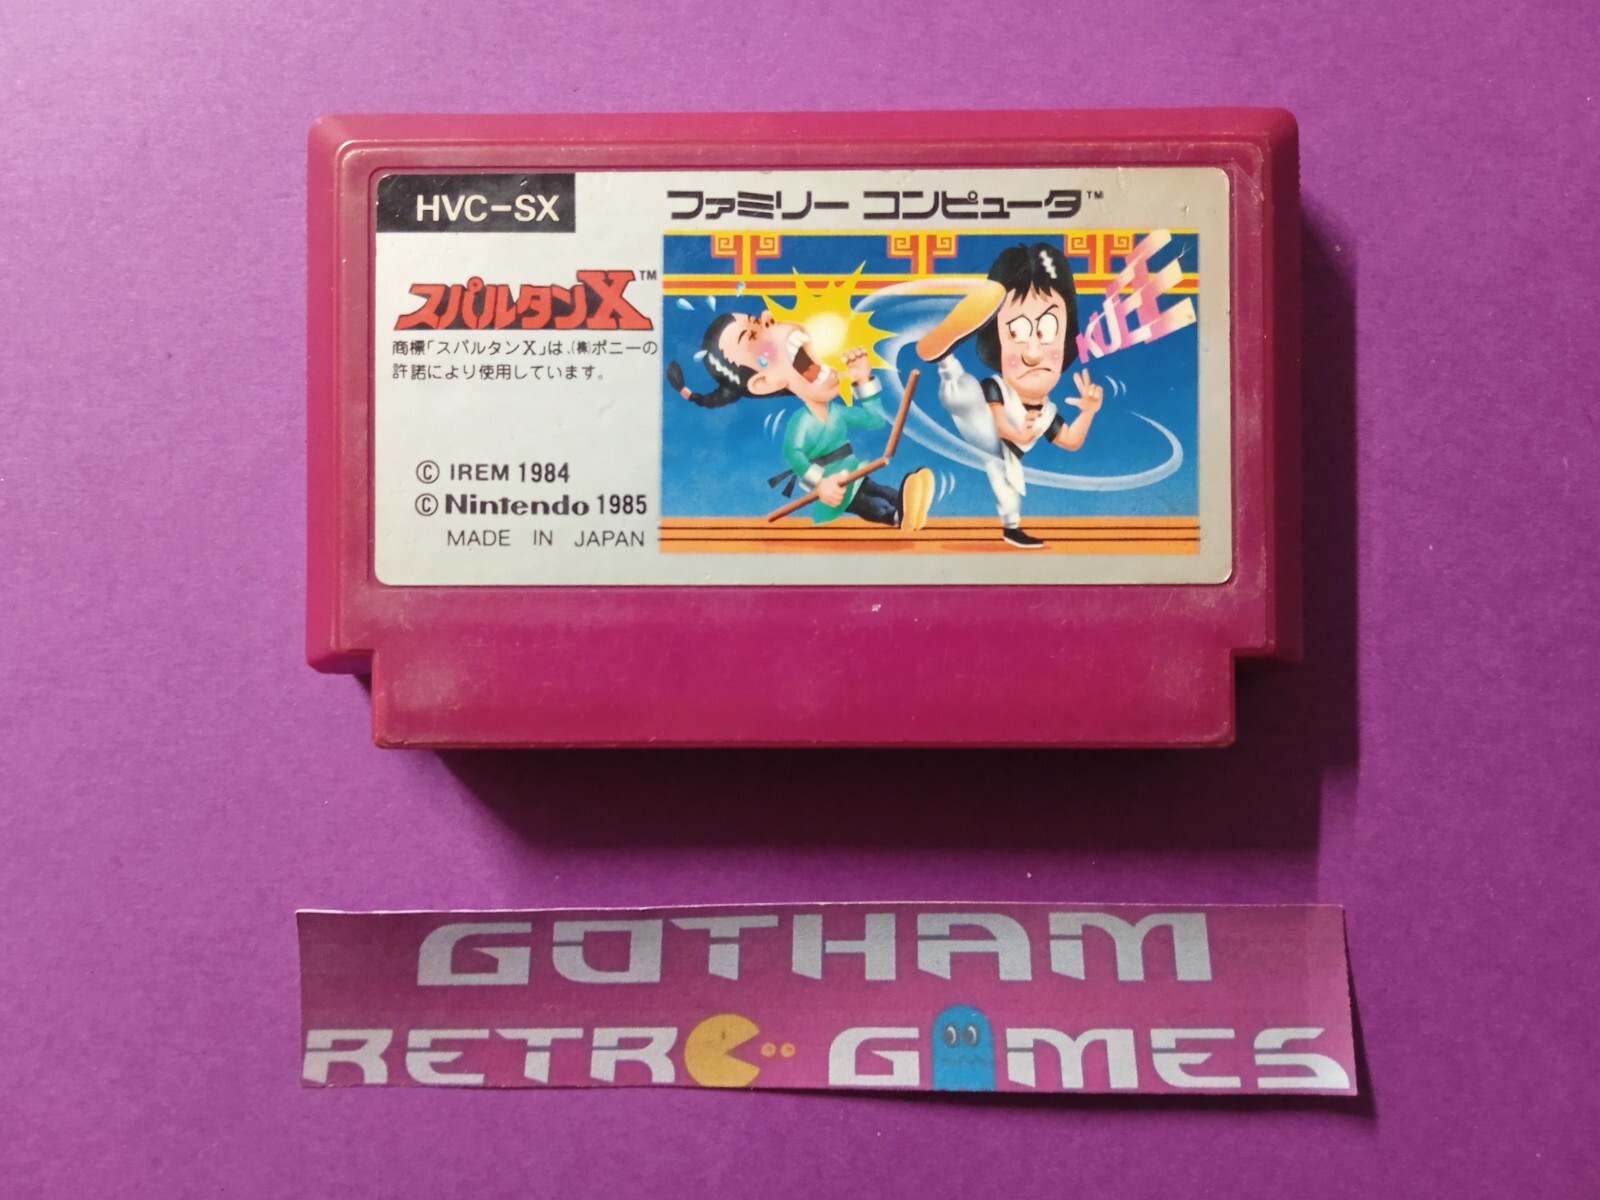 HVC-SX
ファミリー コンピュータ™
スパルタンX™
商標「スパルタンX」は、㈱ポニーの
許諾により使用しています。
© IREM 1984
© Nintendo 1985
MADE IN JAPAN
KUEE
GOTHAM
RETRO GAMES